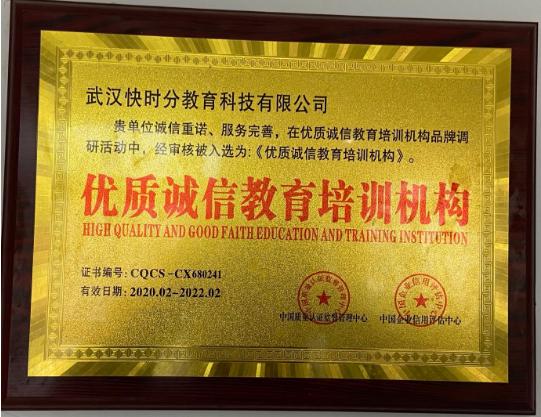 武汉快时分教育科技有限公司
贵单位诚信重诺、服务完善，在优质诚信教育培训机构品牌调
研活动中，经审核被入选为:《优质诚信教育培训机构》。
优质诚信教育培训机构
HIGH QUALITY AND GOOD FAITH EDUCATION AND TRAINING INSTITUTION
证书编号: CQCS-CX680241
有效日期: 2020.02-2022.02
中国质量认证监督管理中心
中国企业信用评估中心